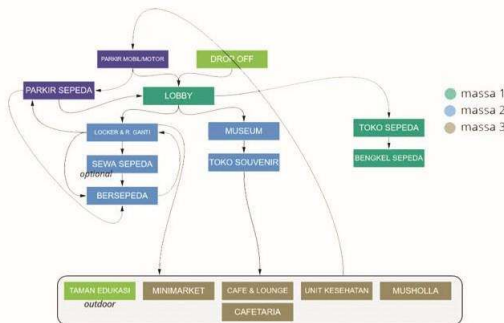 PARKIR MOBIL/MOTOR
DROP OFF
PARKIR SEPEDA
LOBBY
massa 1
massa 2
massa 3
LOCKER & R. GANTI
MUSEUM
TOKO SEPEDA
SEWA SEPEDA
optional
TOKO SOUVENIR
BENGKEL SEPEDA
BERSEPEDA
TAMAN EDUKASI
outdoor
MINIMARKET
CAFE & LOUNGE
UNIT KESEHATAN
MUSHOLLA
CAFETARIA